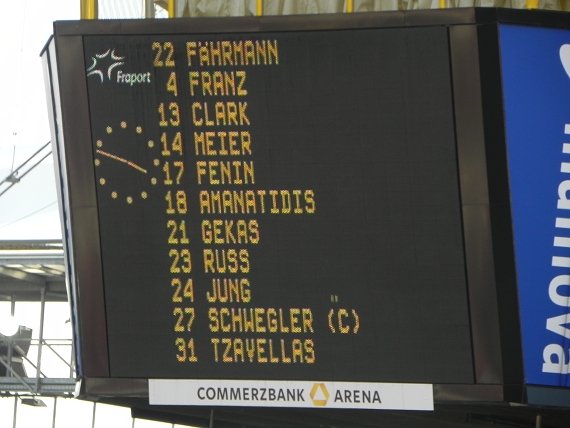 22 FÄHRMANN
Fraport
4 FRANZ
13 CLARK
14 MEIER
17 FENIN
18 AMANATIDIS
21 GEKAS
23 RUSS
24 JUNG
27 SCHWEGLER (C)
31 TZAVELLAS
COMMERZBANK ARENA